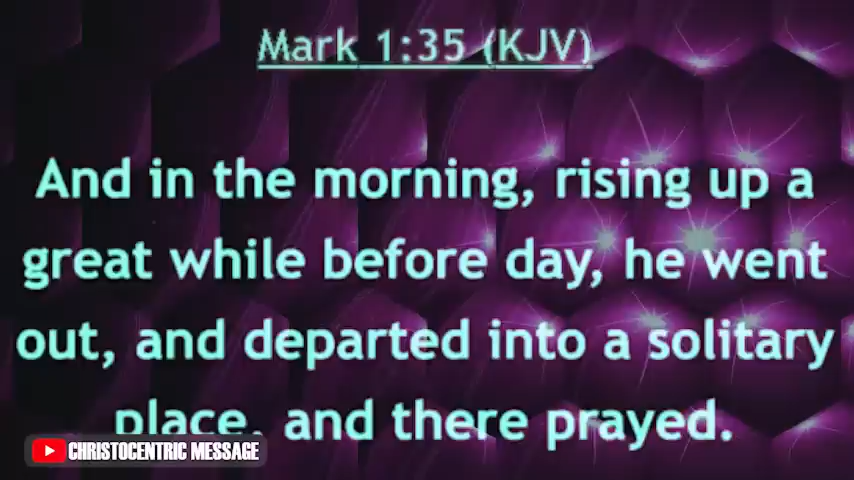 Mark 1:35 (KJV)
And in the morning, rising up a
great while before day, he went
out, and departed into a solitary
place, and there prayed.
CHRISTOCENTRIC MESSAGE